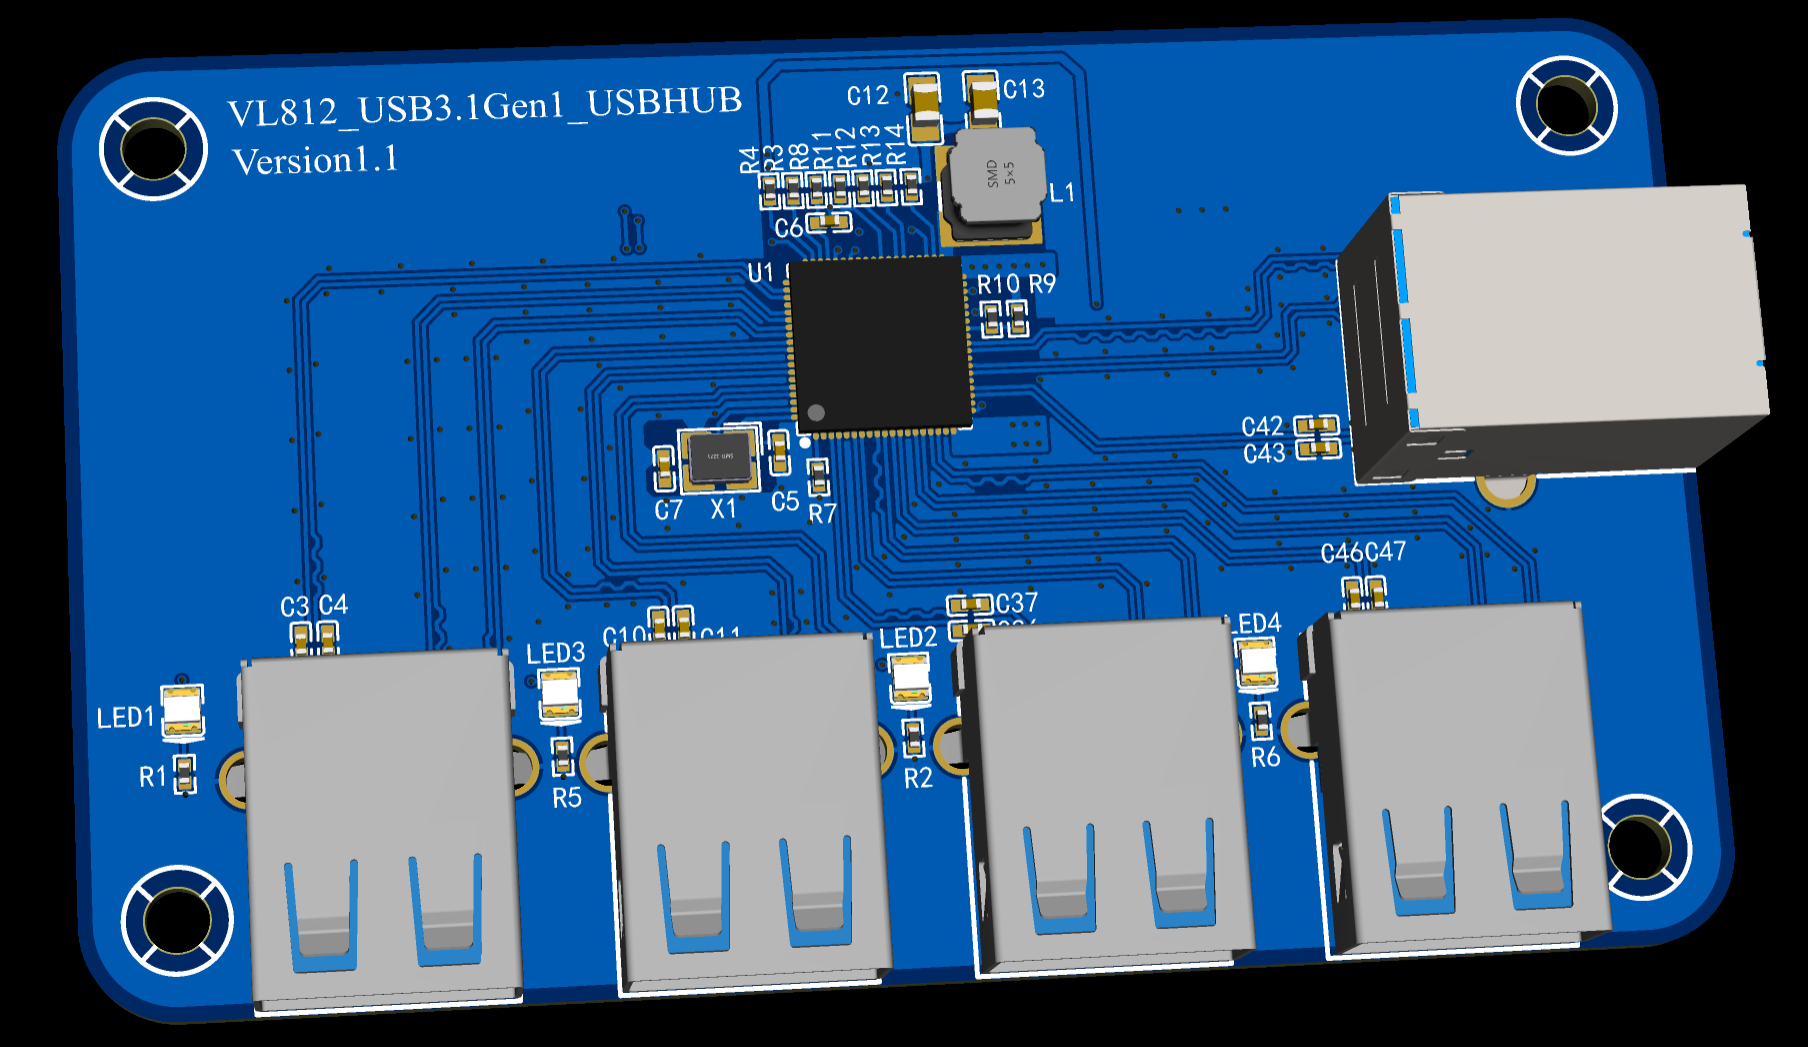 VL812_USB3.1Gen1_USBHUB
Version1.1
C12
C13
R4
R3
R8
R11
R12
R13
R14
SMD
5×5
L1
C6
U1
R10
R9
C42
C43
C7
X1
C5
R7
C46
C47
C3
C4
C10
C11
C37
LED1
LED3
LED2
LED4
R1
R5
R2
R6